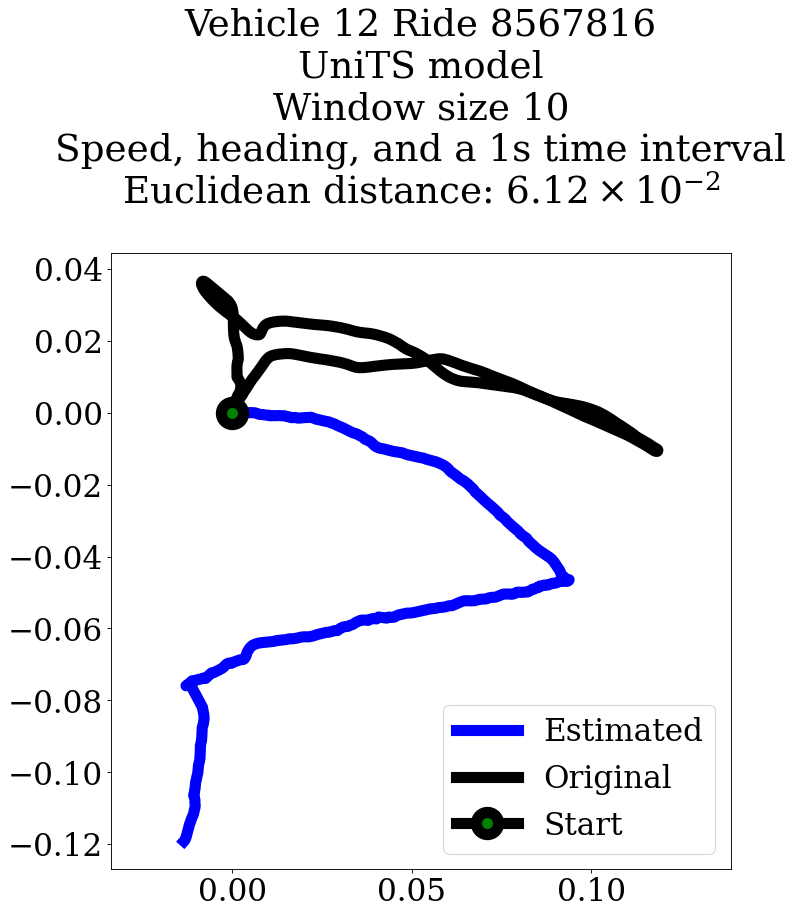 Vehicle 12 Ride 8567816
UniTS model
Window size 10
Speed, heading, and a 1s time interval
Euclidean distance: 6.12 × 10⁻²
0.04
0.02
0.00
−0.02
−0.04
−0.06
−0.08
−0.10
−0.12
Estimated
Original
Start
0.00 0.05 0.10